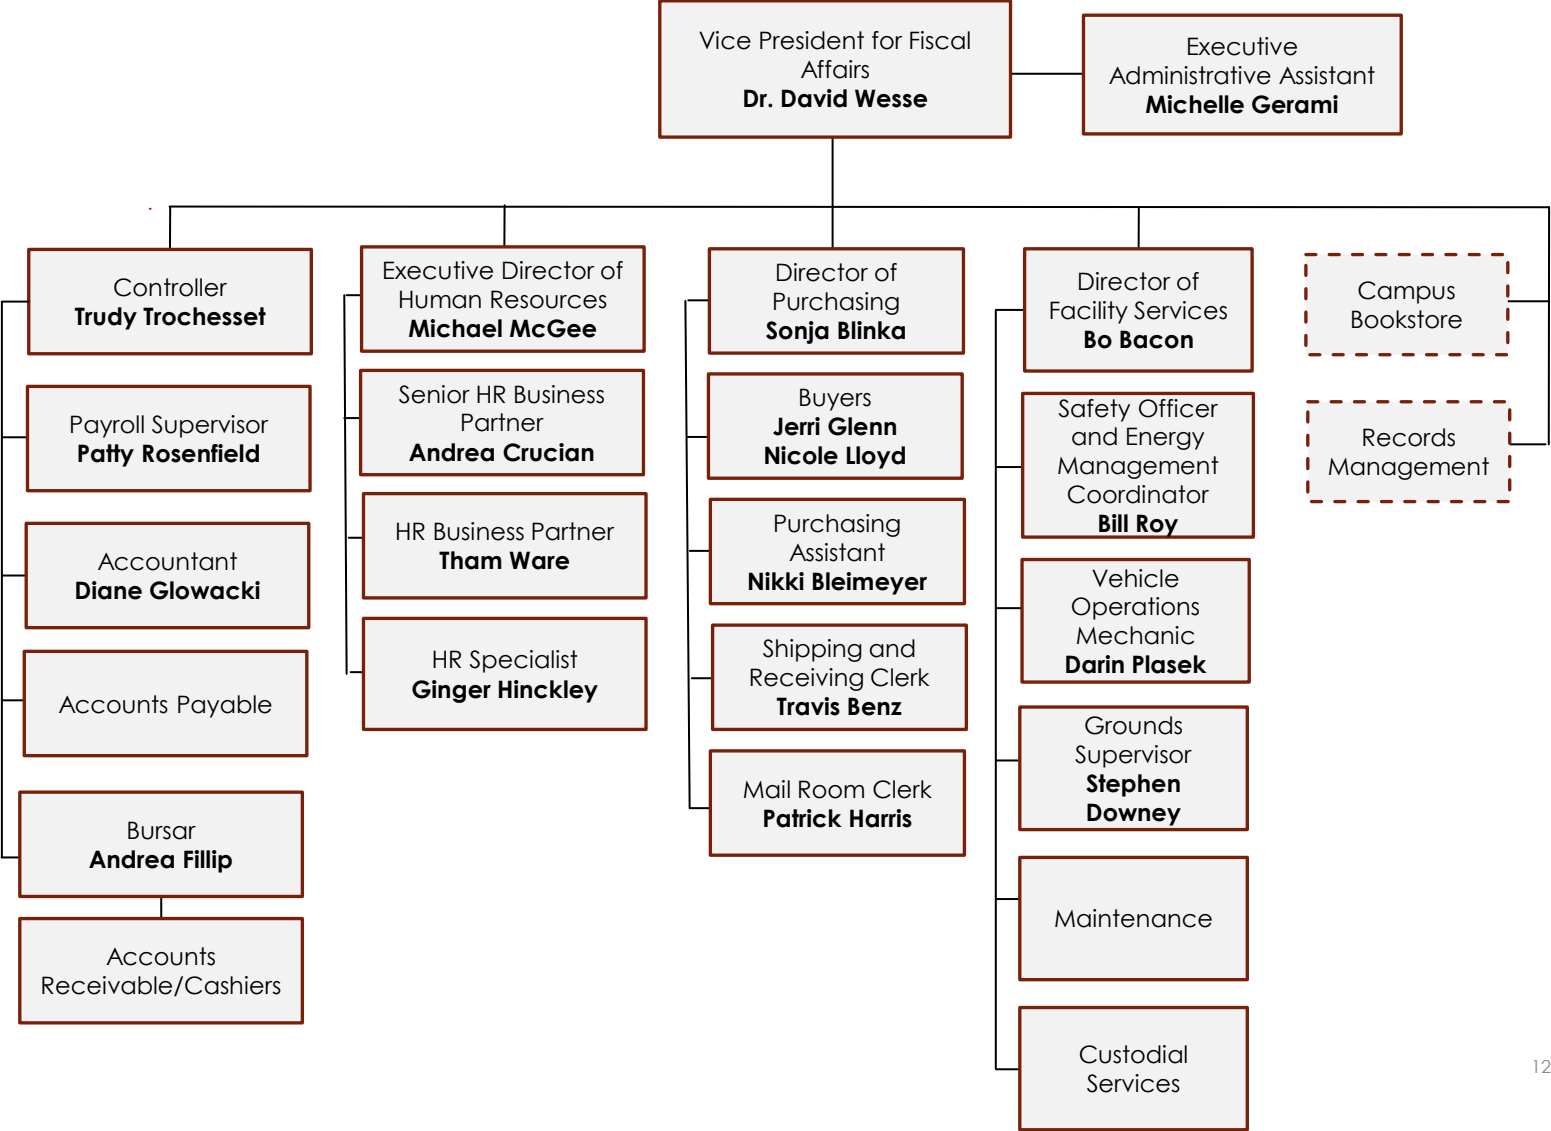 Vice President for Fiscal
Affairs
Dr. David Wesse
Executive
Administrative Assistant
Michelle Gerami
Controller
Trudy Trochesset
Payroll Supervisor
Patty Rosenfield
Accountant
Diane Glowacki
Accounts Payable
Bursar
Andrea Fillip
Accounts
Receivable/Cashiers
Executive Director of
Human Resources
Michael McGee
Senior HR Business
Partner
Andrea Crucian
HR Business Partner
Tham Ware
HR Specialist
Ginger Hinckley
Director of
Purchasing
Sonja Blinka
Buyers
Jerri Glenn
Nicole Lloyd
Purchasing
Assistant
Nikki Bleimeyer
Shipping and
Receiving Clerk
Travis Benz
Mail Room Clerk
Patrick Harris
Director of
Facility Services
Bo Bacon
Safety Officer
and Energy
Management
Coordinator
Bill Roy
Vehicle
Operations
Mechanic
Darin Plasek
Grounds
Supervisor
Stephen
Downey
Maintenance
Custodial
Services
Campus
Bookstore
Records
Management
12